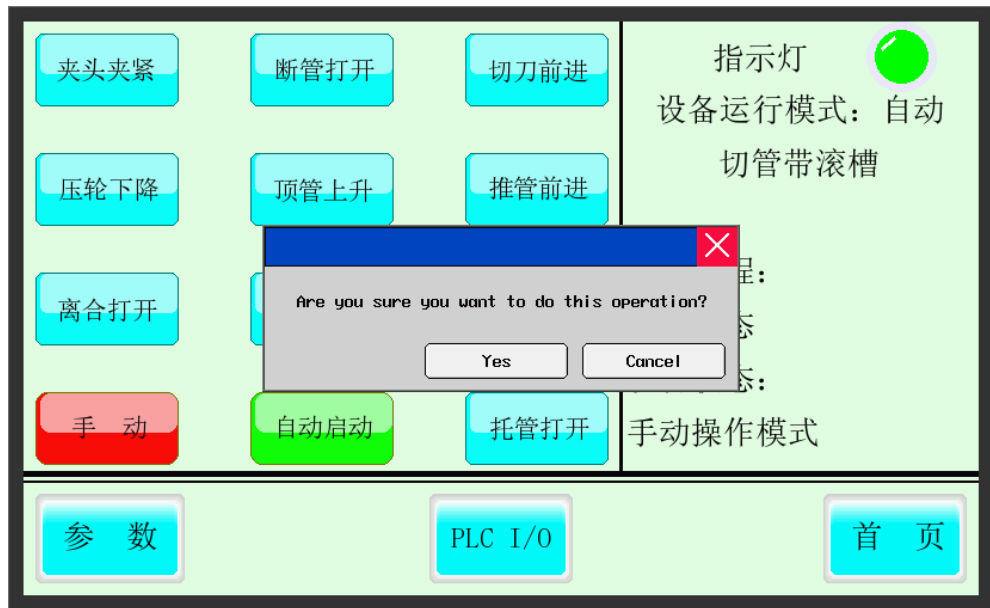 夹头夹紧
断管打开
切刀前进
指示灯
设备运行模式: 自动
切管带滚槽
压轮下降
顶管上升
推管前进
程:
Are you sure you want to do this operation?
离合打开
态
Yes
Cancel
态:
手 动
自动启动
托管打开
手动操作模式
参 数
PLC I/O
首 页